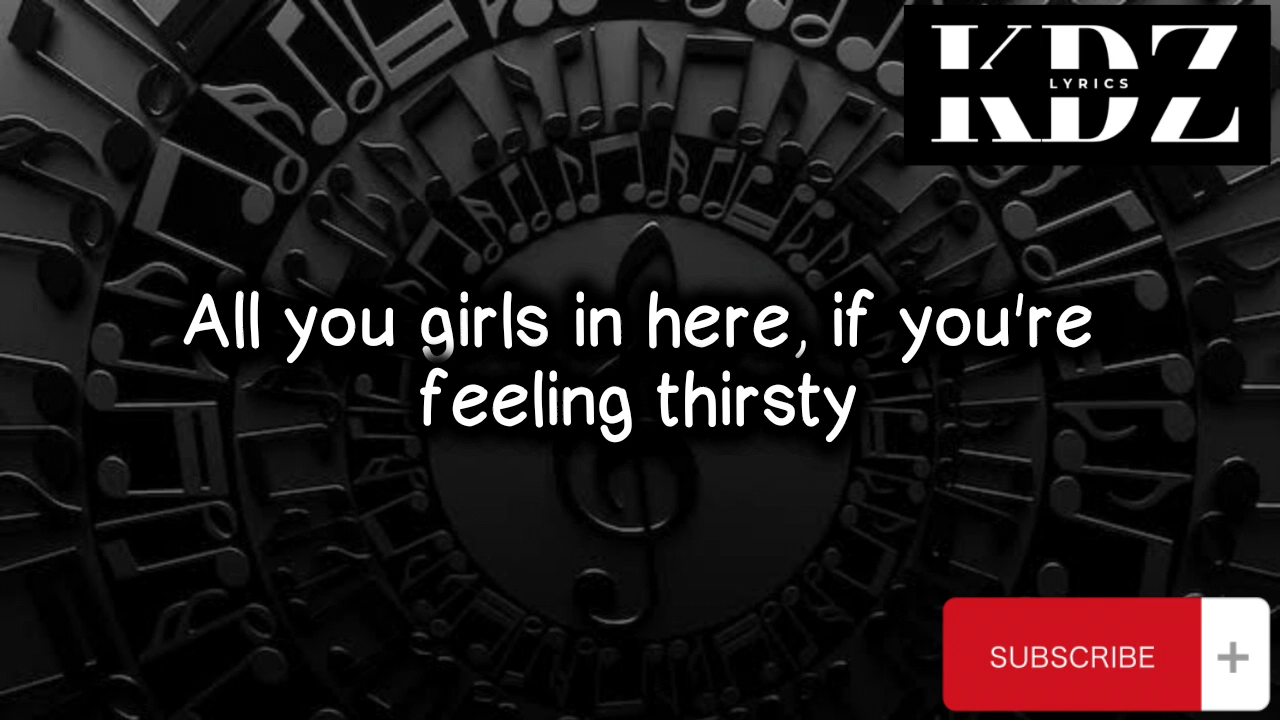 KDZ
LYRICS
All you girls in here, if you're
feeling thirsty
SUBSCRIBE +